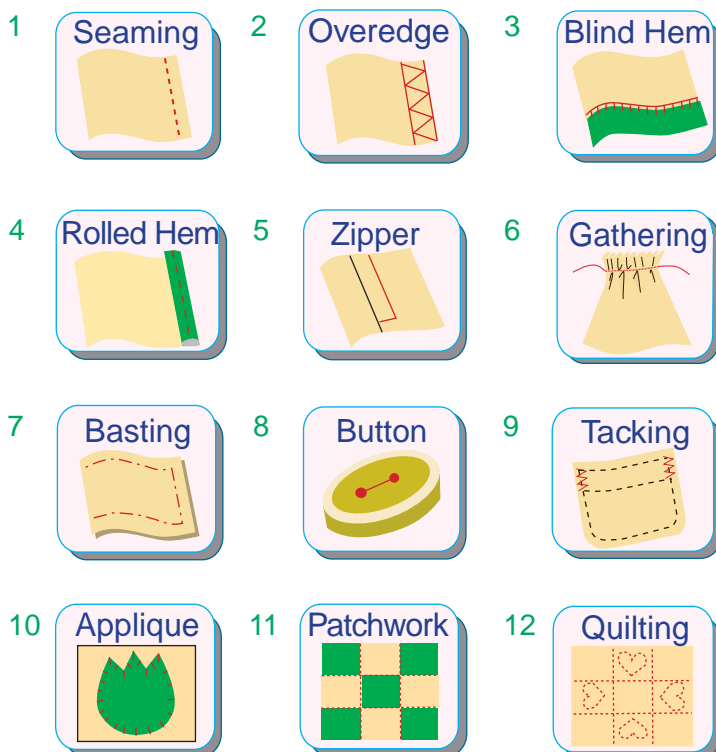 1 Seaming
2 Overedge
3 Blind Hem
4 Rolled Hem
5 Zipper
6 Gathering
7 Basting
8 Button
9 Tacking
10 Applique
11 Patchwork
12 Quilting